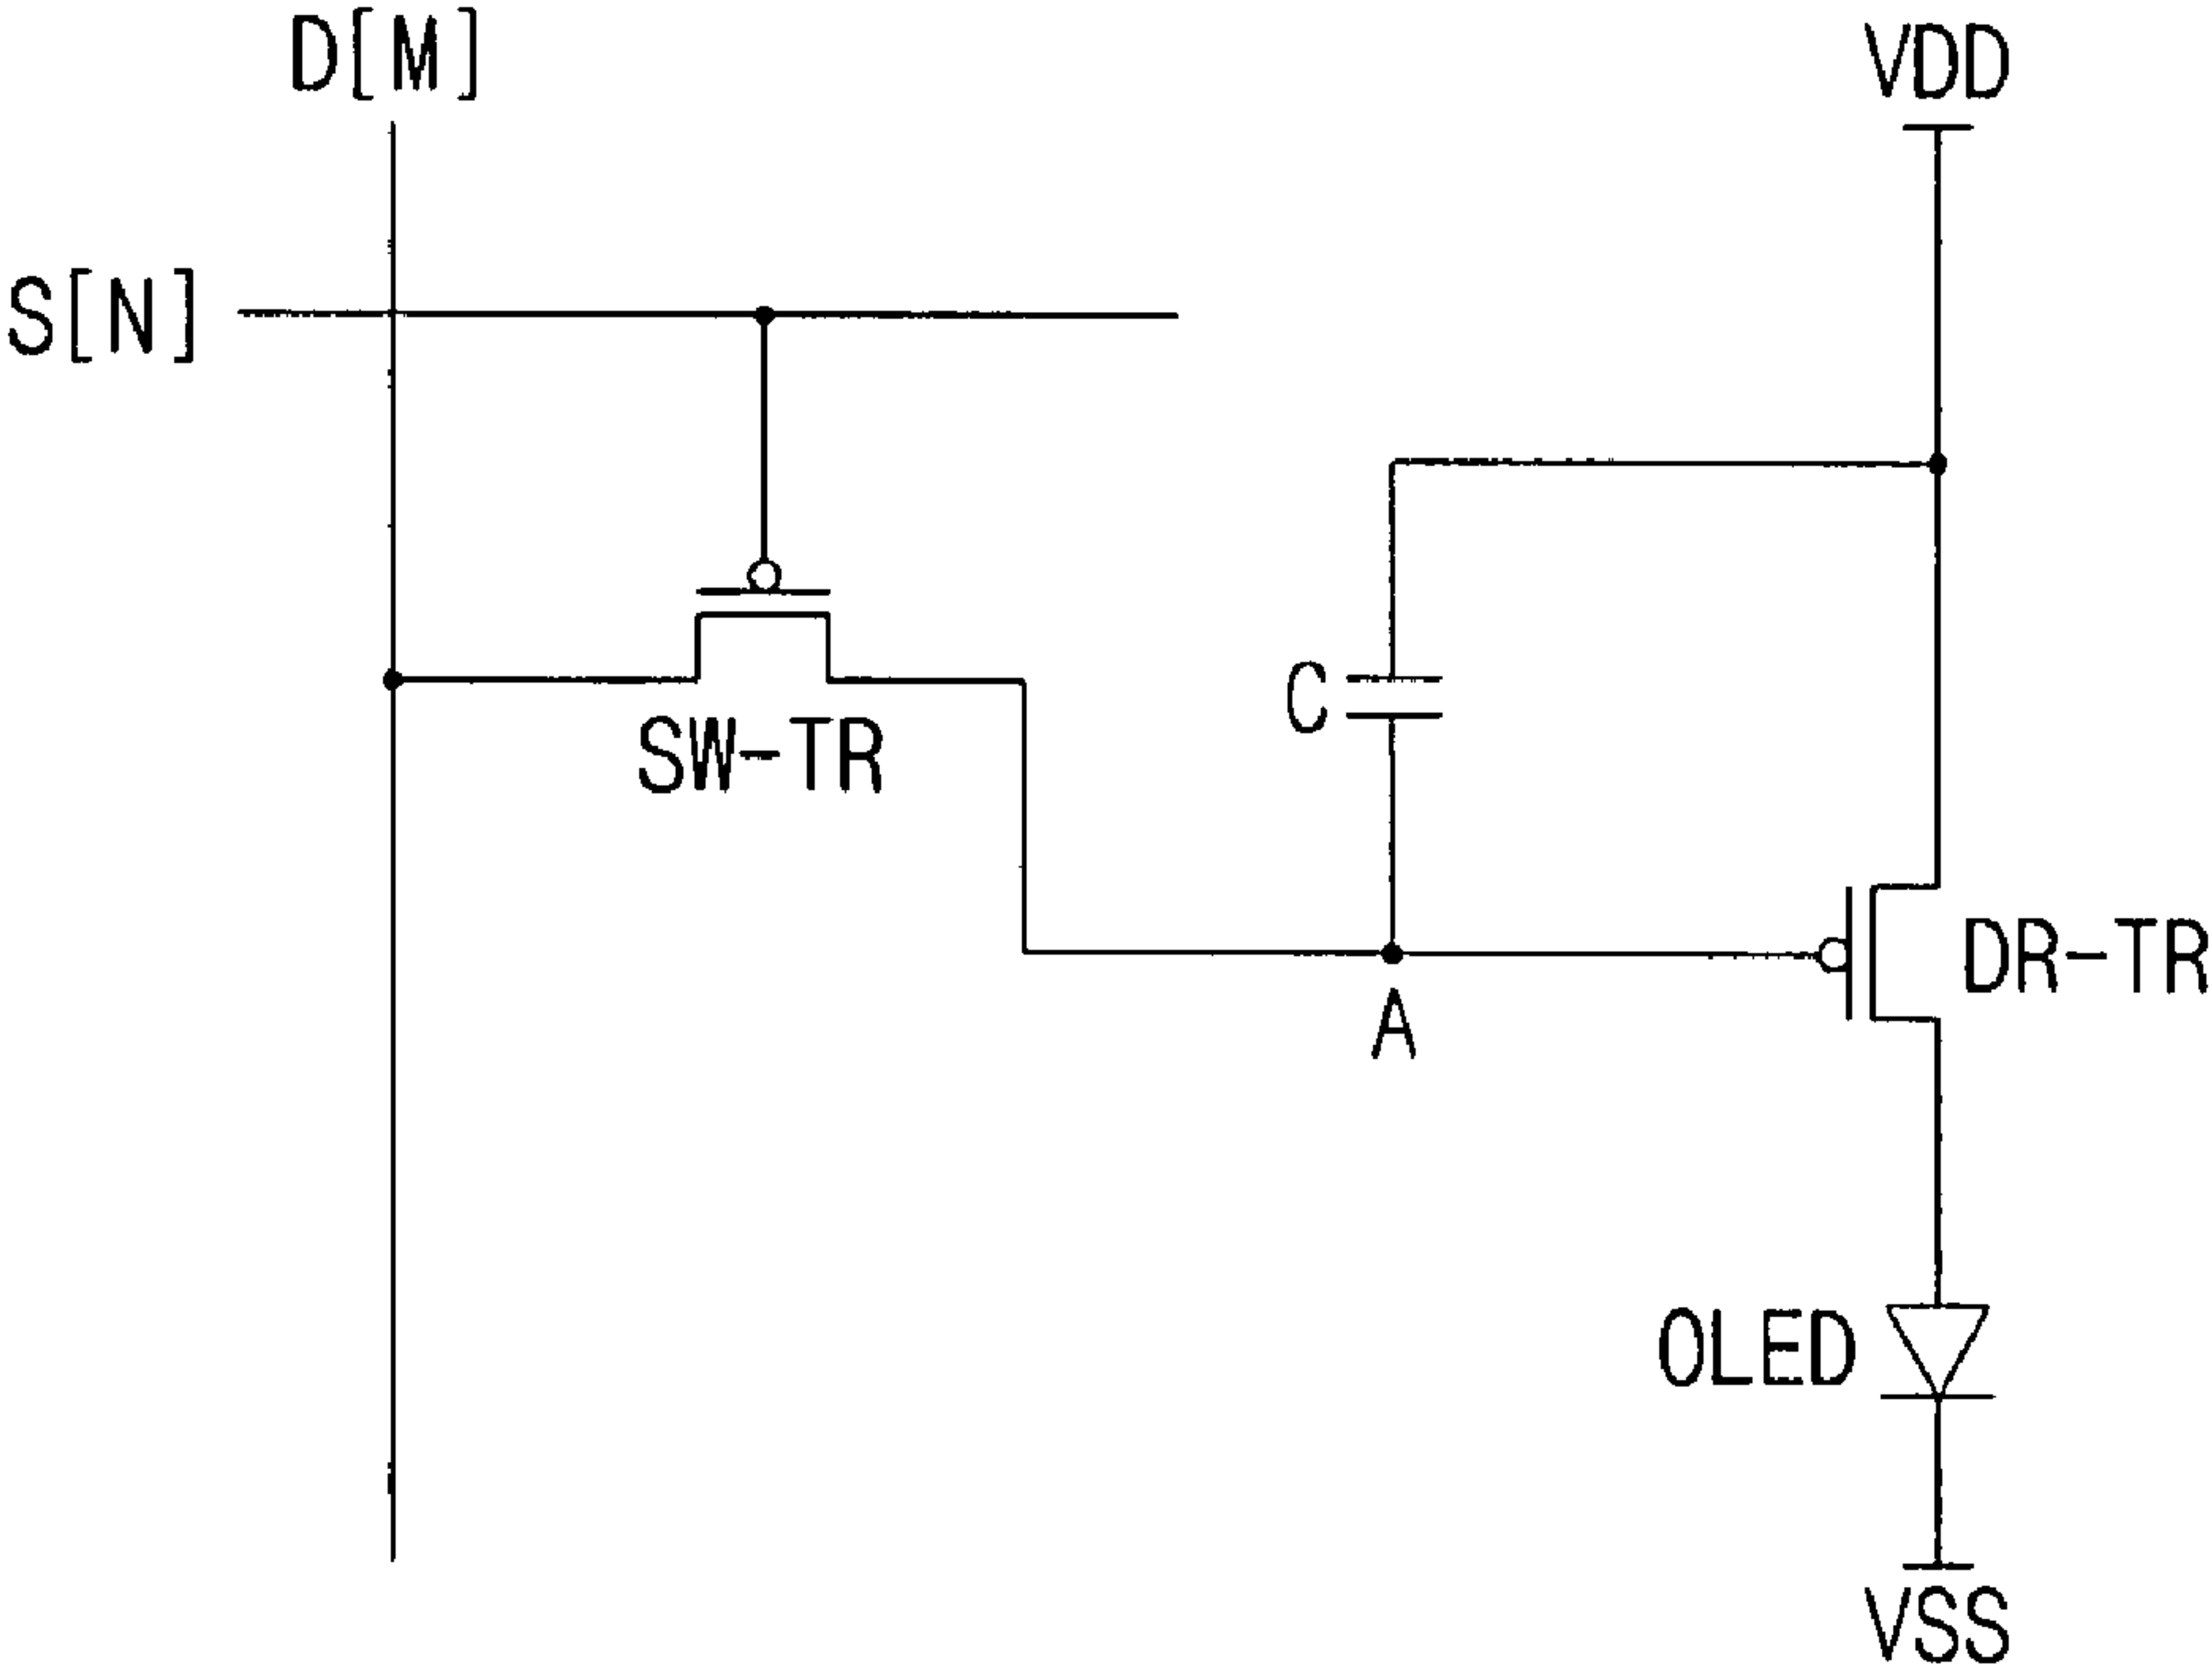 D[M]
VDD
S[N]
C
SW-TR
DR-TR
A
OLED
VSS